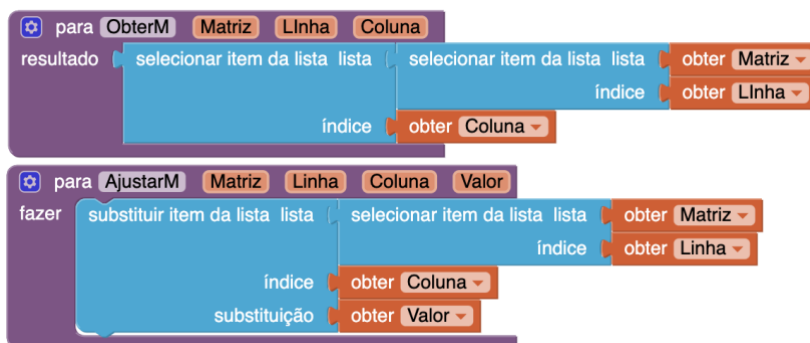 para ObterM Matriz LInha Coluna
resultado selecionar item da lista lista selecionar item da lista lista obter Matriz
índice obter LInha
índice obter Coluna
para AjustarM Matriz Linha Coluna Valor
fazer substituir item da lista lista selecionar item da lista lista obter Matriz
índice obter Linha
índice obter Coluna
substituição obter Valor